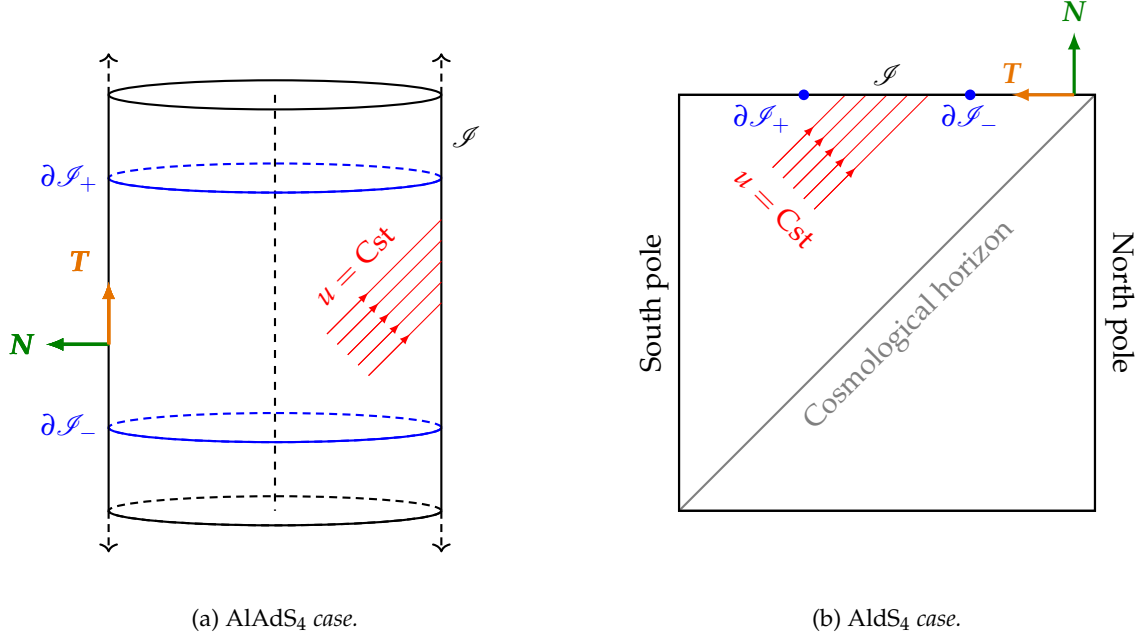 𝓘
∂𝓘₊
T
u = Cst
N
∂𝓘₋
(a) AlAdS₄ case.
N
T
𝓘
∂𝓘₊
∂𝓘₋
u = Cst
South pole
Cosmological horizon
North pole
(b) AldS₄ case.